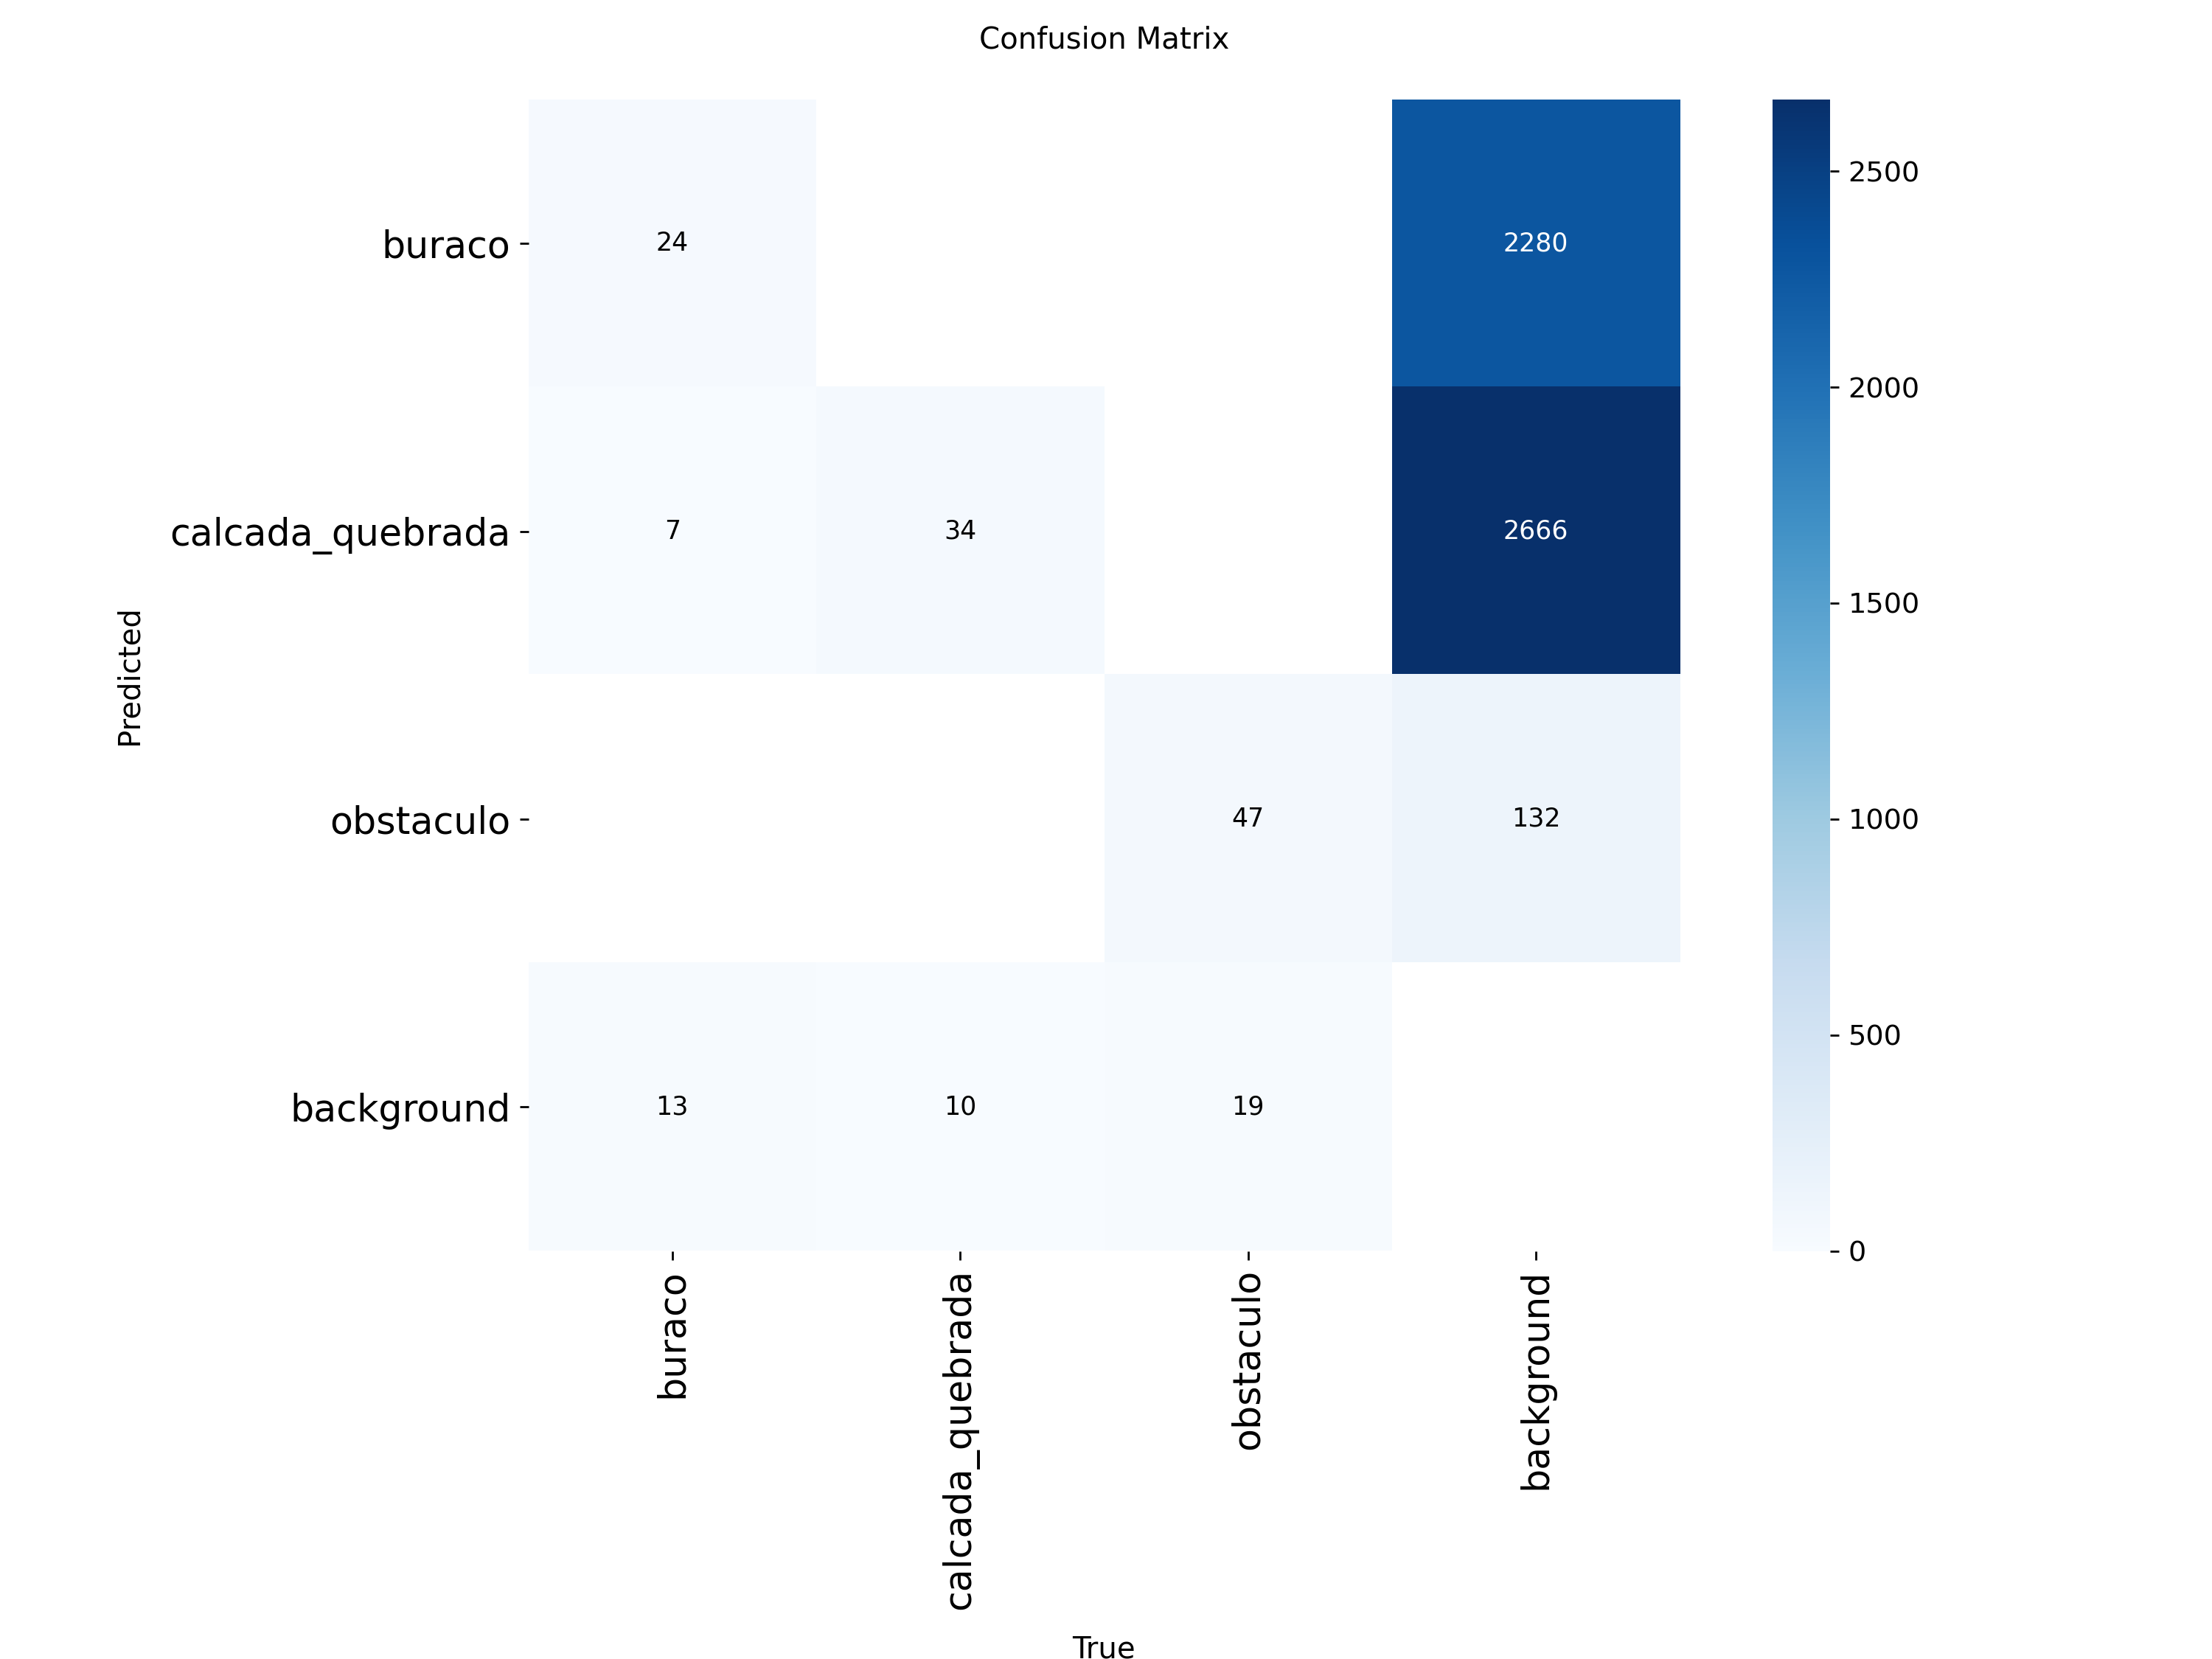 Confusion Matrix
buraco
24
2280
calcada_quebrada
7
34
2666
obstaculo
47
132
background
13
10
19
Predicted
buraco
calcada_quebrada
obstaculo
background
True
2500
2000
1500
1000
500
0